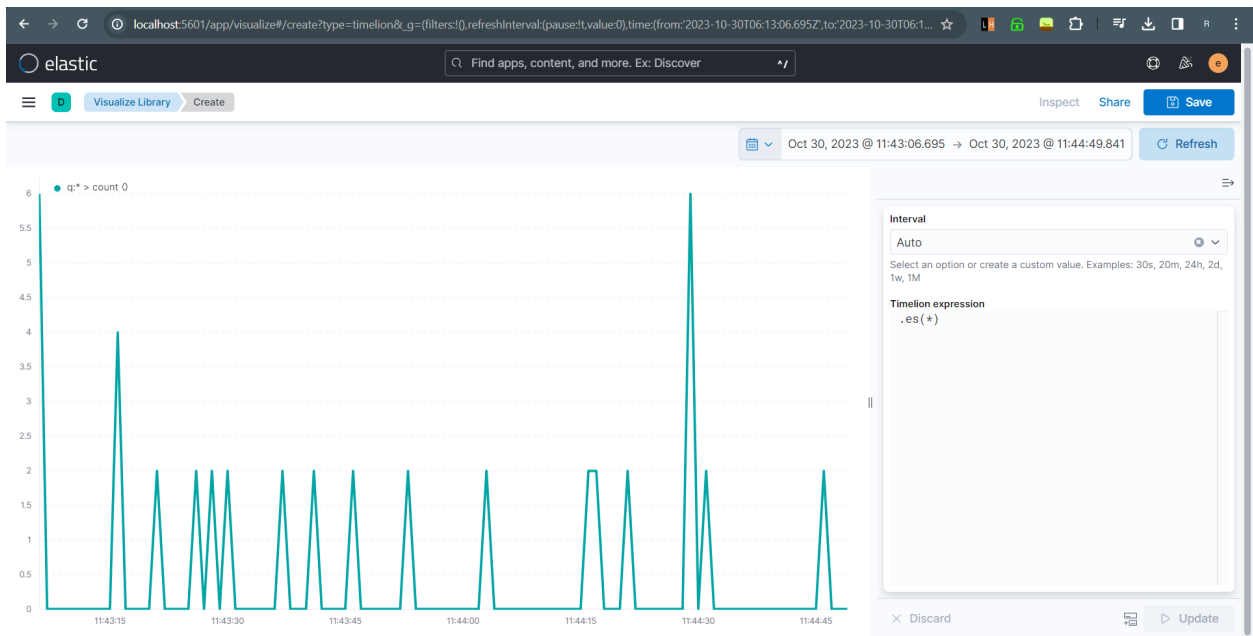 localhost:5601/app/visualize#/create?type=timelion&_g=(filters:!(),refreshInterval:(pause:!t,value:0),time:(from:'2023-10-30T06:13:06.695Z',to:'2023-10-30T06:1...
R
elastic
Find apps, content, and more. Ex: Discover
^/
e
D
Visualize Library
Create
Inspect
Share
Save
Oct 30, 2023 @ 11:43:06.695 → Oct 30, 2023 @ 11:44:49.841
Refresh
q:* > count 0
6
5.5
5
4.5
4
3.5
3
2.5
2
1.5
1
0.5
0
11:43:15 11:43:30 11:43:45 11:44:00 11:44:15 11:44:30 11:44:45
Interval
Auto
Select an option or create a custom value. Examples: 30s, 20m, 24h, 2d,
1w, 1M
Timelion expression
.es(*)
Discard
Update